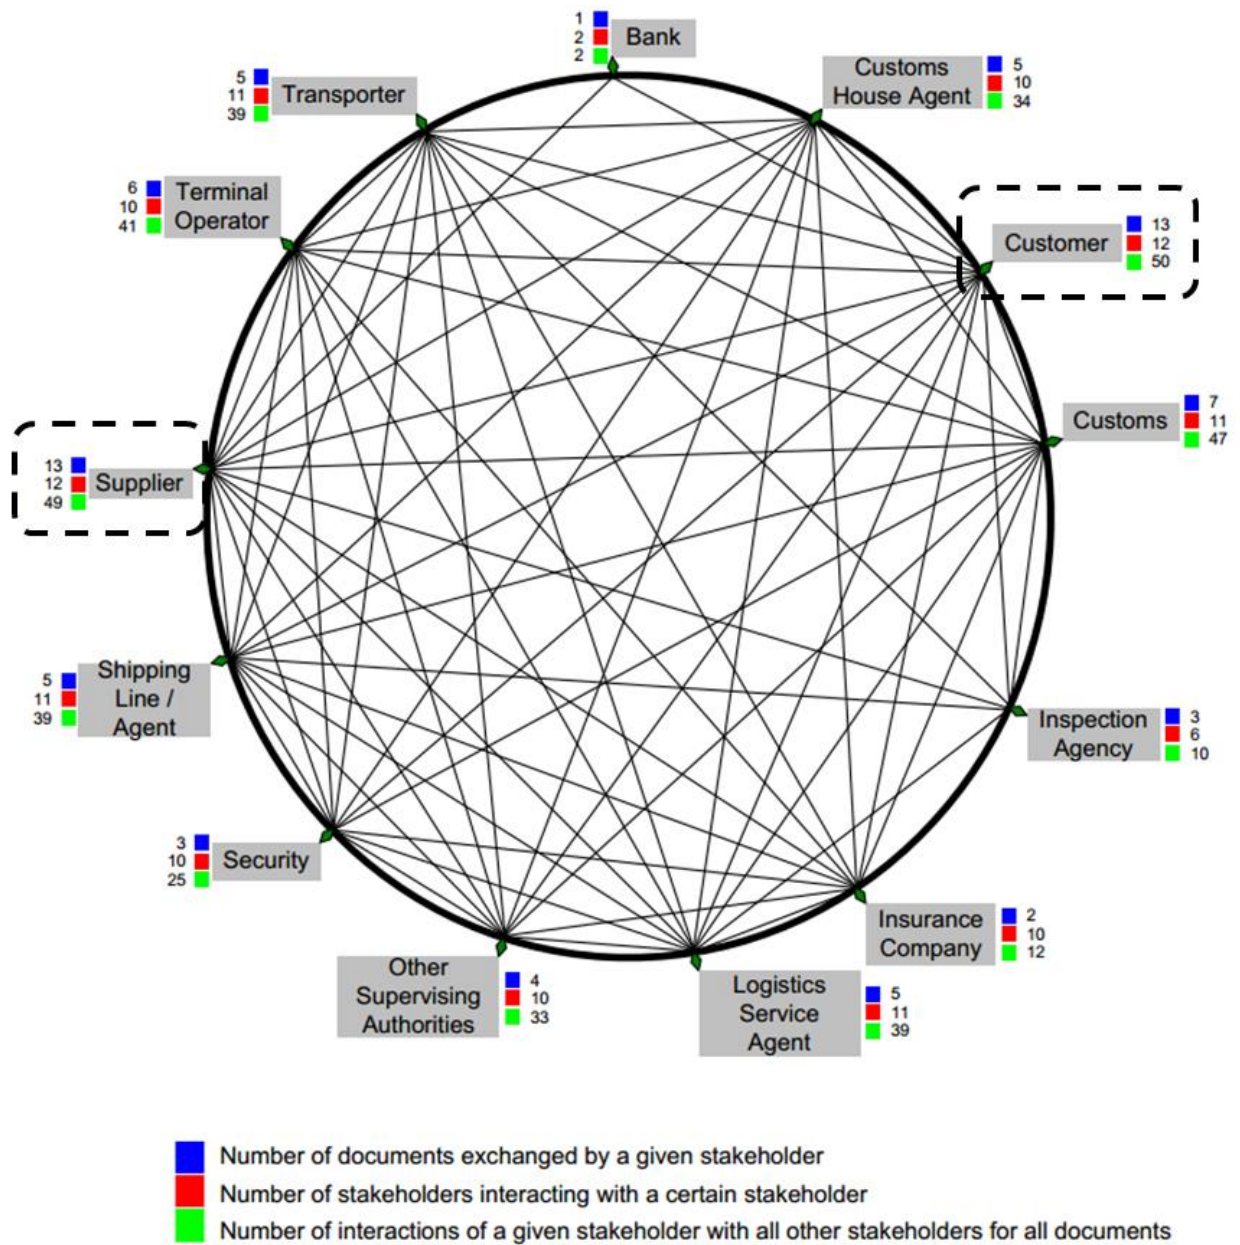 1
2
2
Bank
5
11
39
Transporter
Customs
House Agent
5
10
34
6
10
41
Terminal
Operator
Customer
13
12
50
Customs
7
11
47
13
12
49
Supplier
5
11
39
Shipping
Line /
Agent
Inspection
Agency
3
6
10
3
10
25
Security
Insurance
Company
2
10
12
Other
Supervising
Authorities
4
10
33
Logistics
Service
Agent
5
11
39
Number of documents exchanged by a given stakeholder
Number of stakeholders interacting with a certain stakeholder
Number of interactions of a given stakeholder with all other stakeholders for all documents